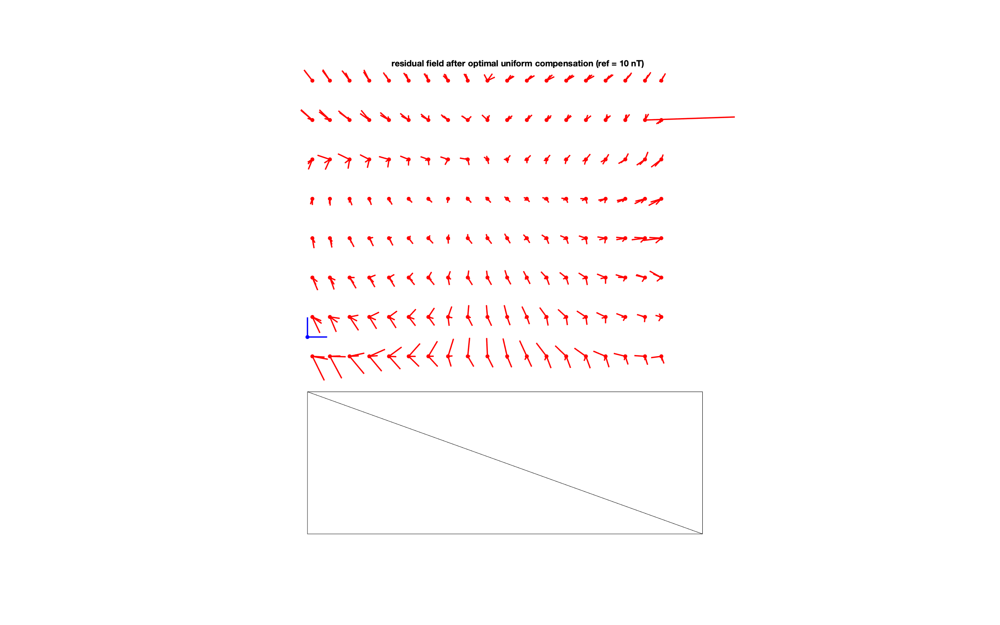 residual field after optimal uniform compensation (ref = 10 nT)